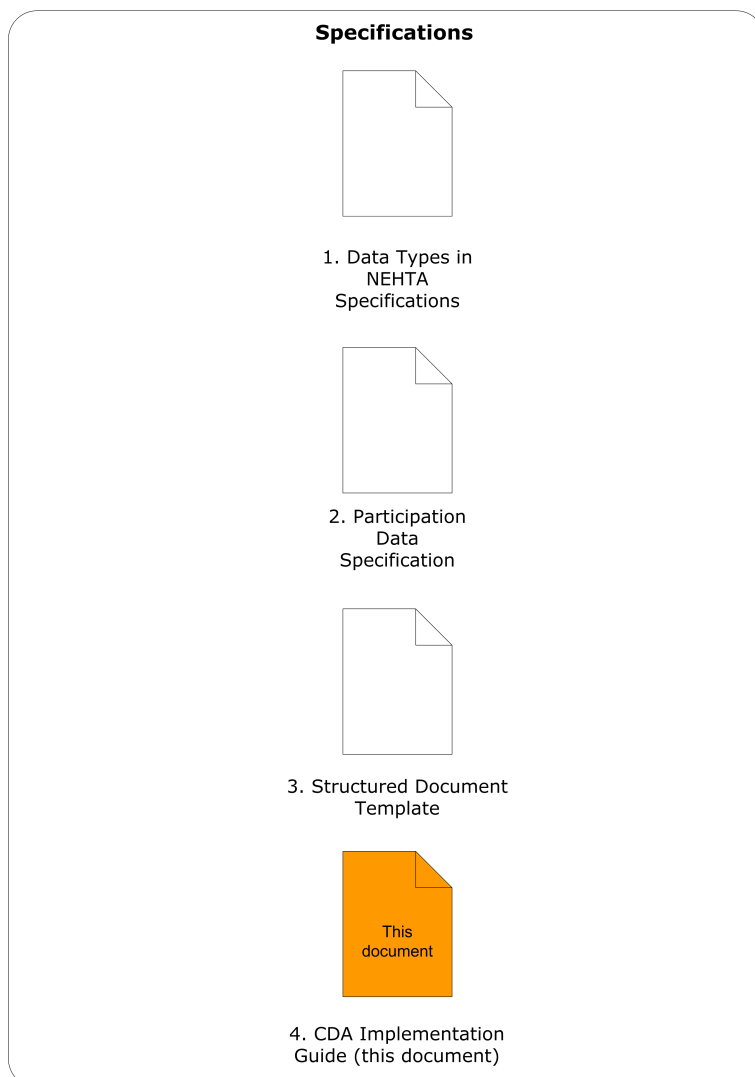 Specifications
1. Data Types in
NEHTA
Specifications
2. Participation
Data
Specification
3. Structured Document
Template
This
document
4. CDA Implementation
Guide (this document)